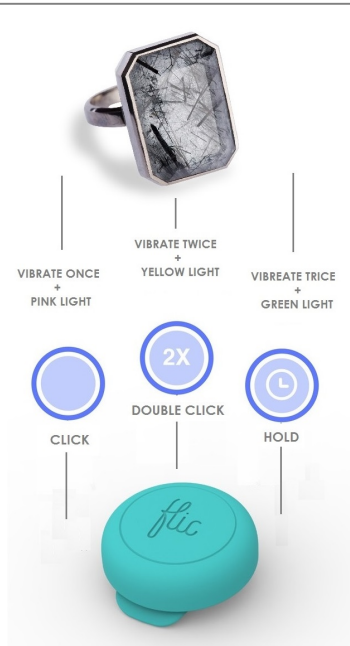 VIBRATE ONCE
+
PINK LIGHT
VIBRATE TWICE
+
YELLOW LIGHT
VIBREATE TRICE
+
GREEN LIGHT
2X
CLICK
DOUBLE CLICK
HOLD
flic